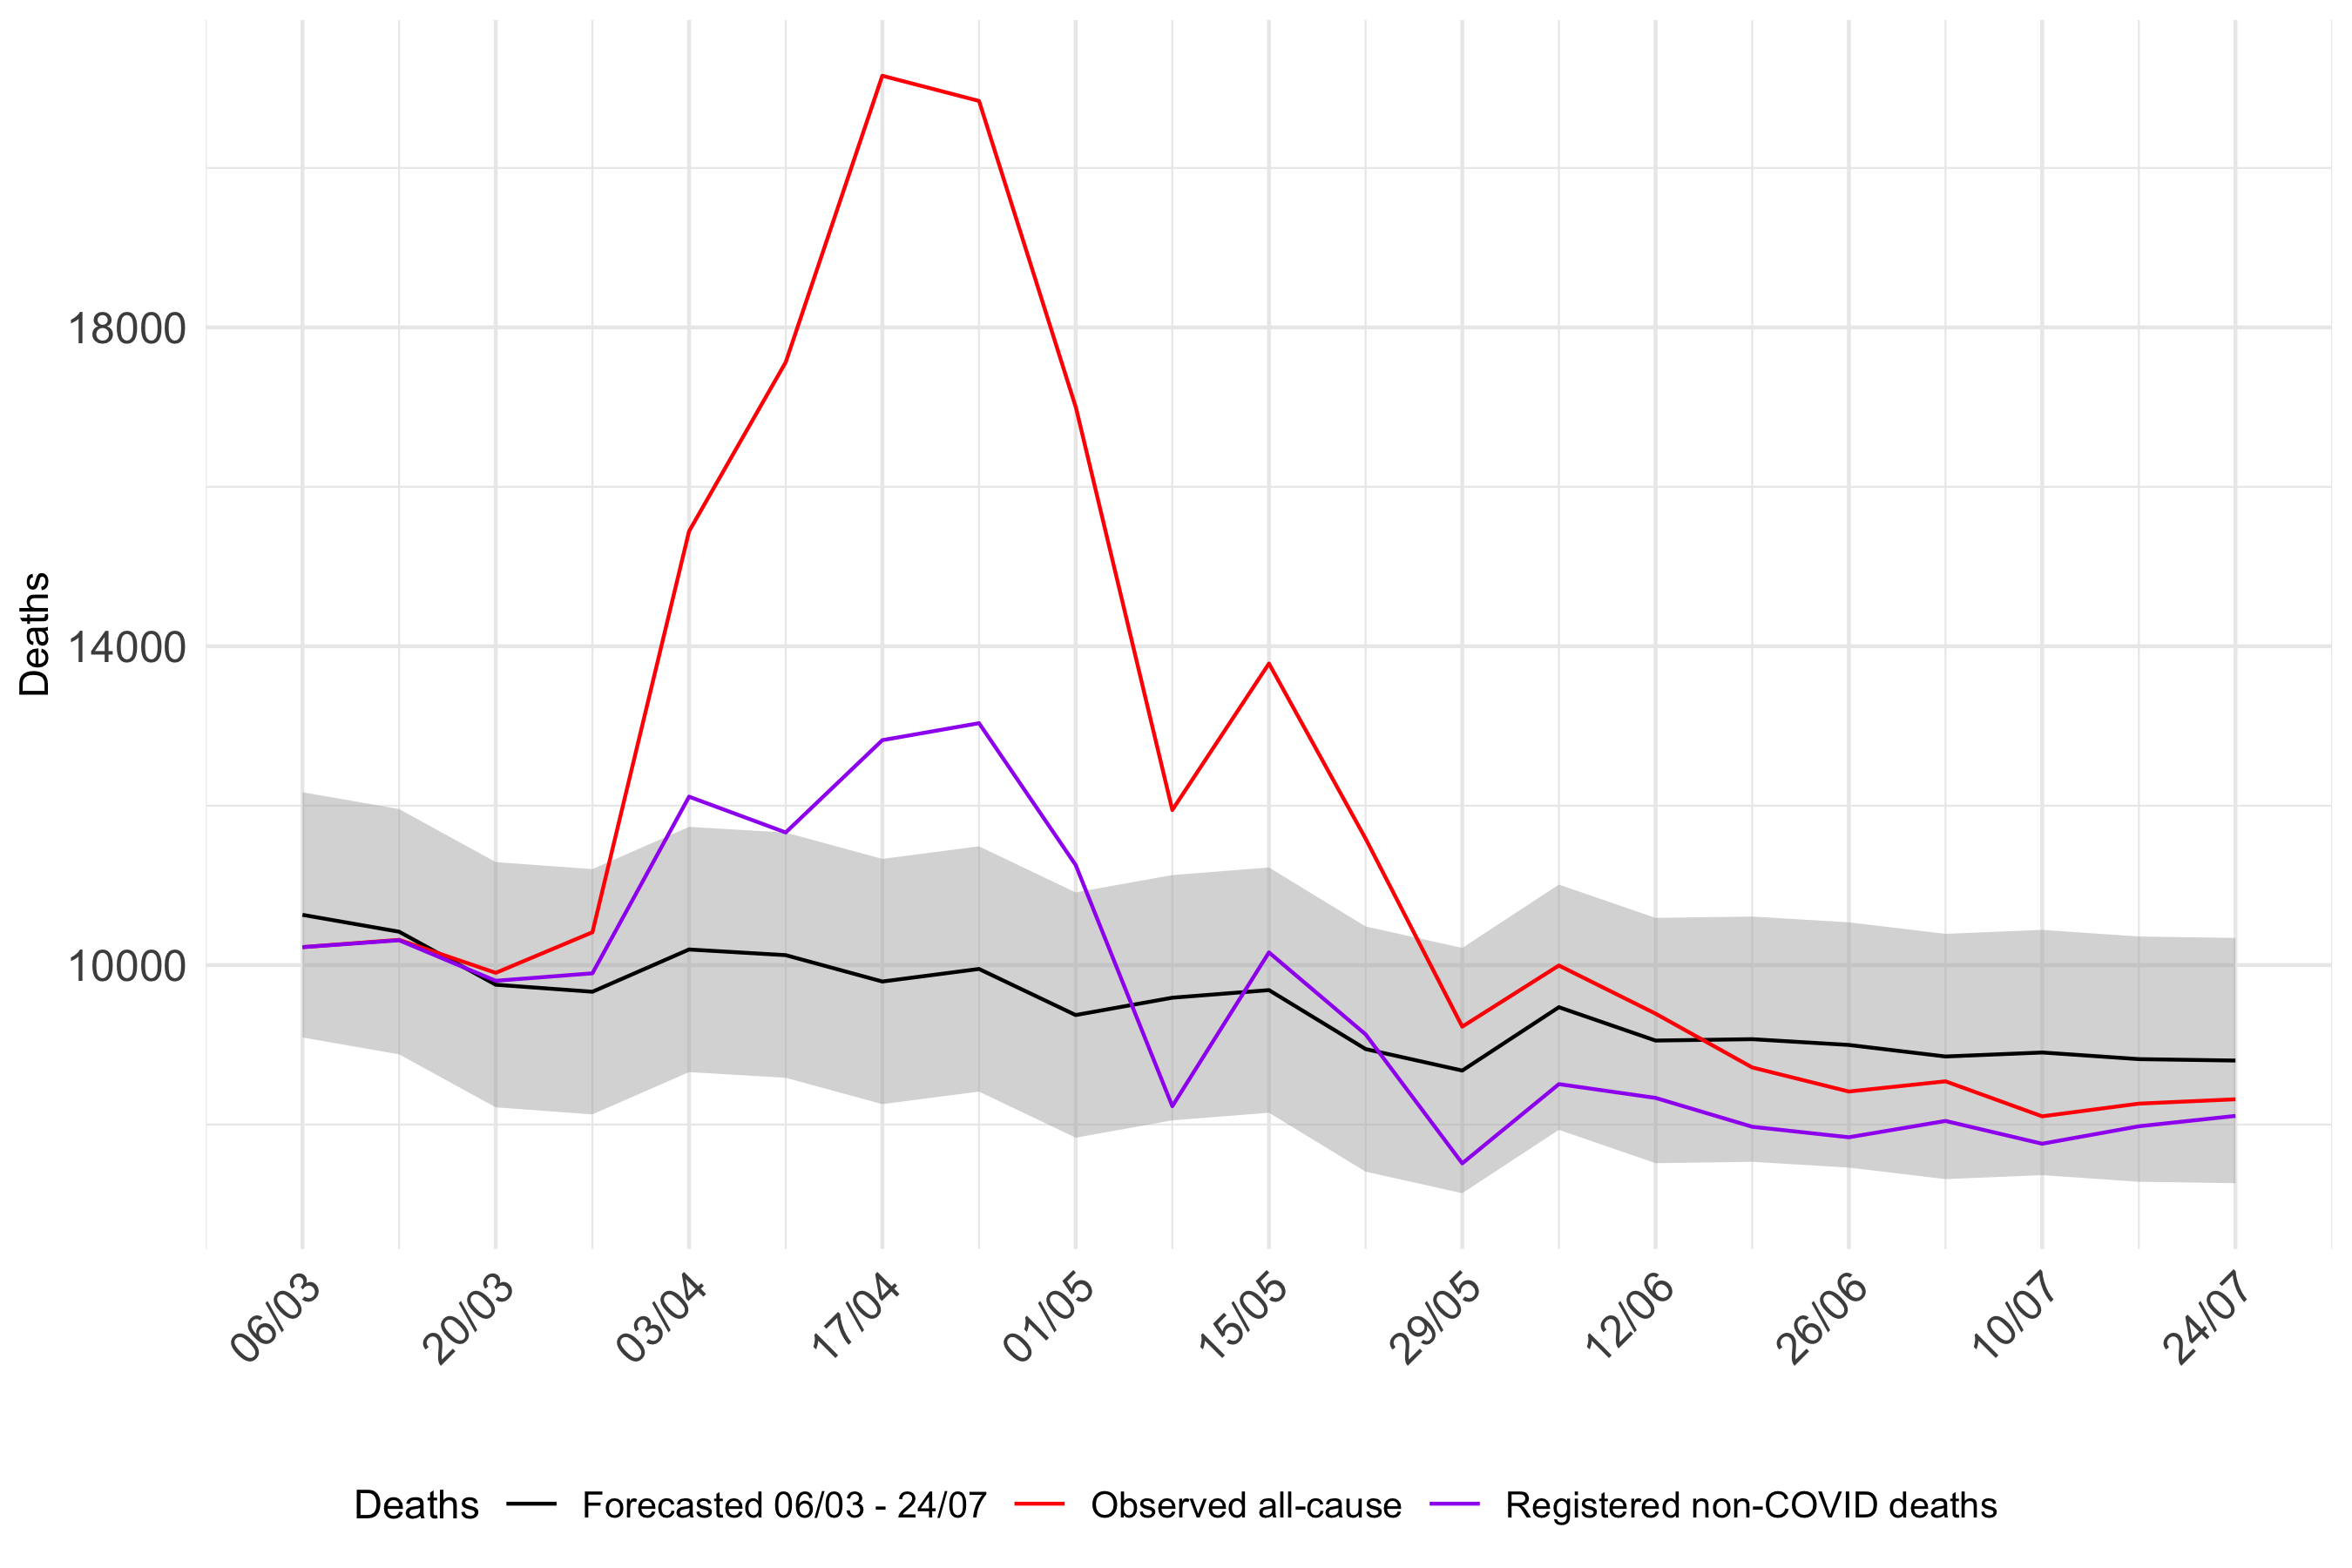 Deaths
18000
14000
10000
06/03 20/03 03/04 17/04 01/05 15/05 29/05 12/06 26/06 10/07 24/07
Deaths Forecasted 06/03 - 24/07 Observed all-cause Registered non-COVID deaths